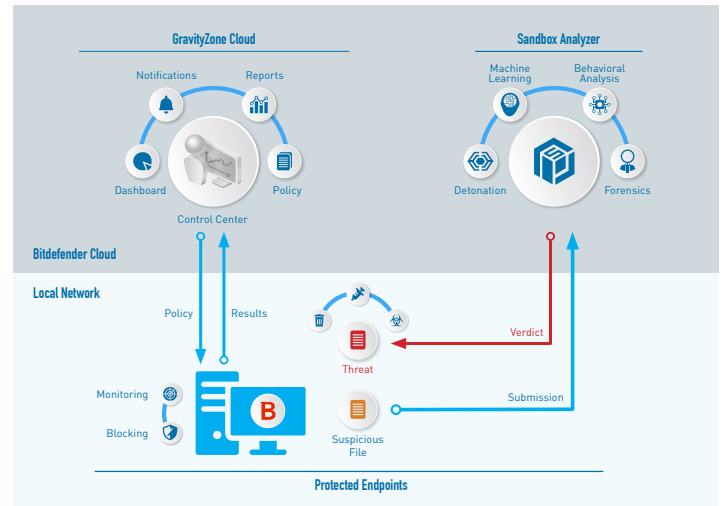 GravityZone Cloud
Sandbox Analyzer
Notifications
Reports
Dashboard
Policy
Control Center
Machine
Learning
Behavioral
Analysis
Detonation
Forensics
Bitdefender Cloud
Local Network
Policy
Results
Verdict
Threat
Monitoring
Blocking
B
Submission
Suspicious
File
Protected Endpoints